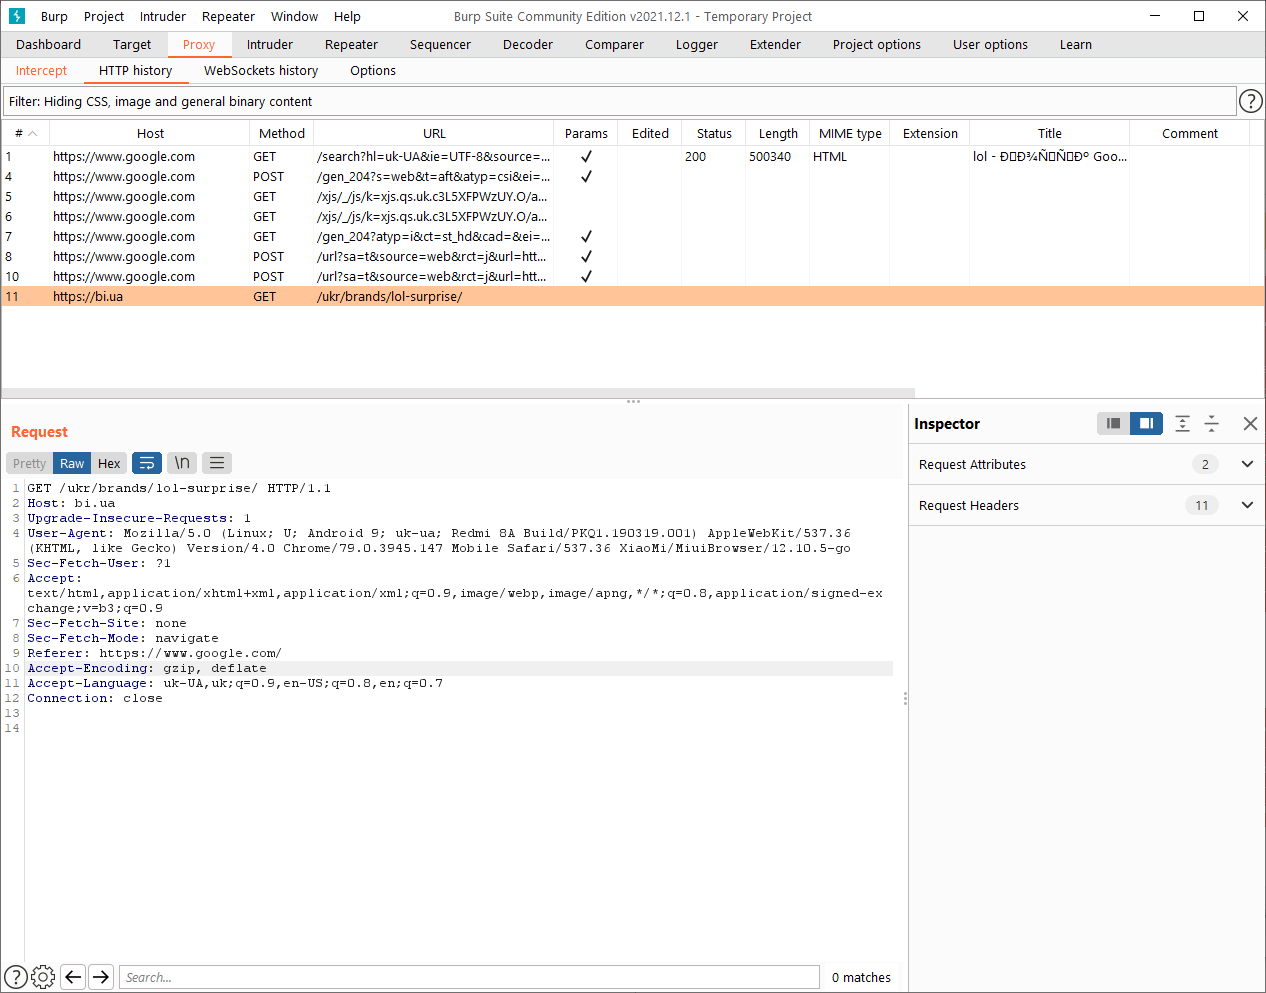 Burp Project Intruder Repeater Window Help Burp Suite Community Edition v2021.12.1 - Temporary Project
Dashboard Target Proxy Intruder Repeater Sequencer Decoder Comparer Logger Extender Project options User options Learn
Intercept HTTP history WebSockets history Options
Filter: Hiding CSS, image and general binary content ?
# Host Method URL Params Edited Status Length MIME type Extension Title Comment
1 https://www.google.com GET /search?hl=uk-UA&ie=UTF-8&source=... ✓ 200 500340 HTML lol - Ð▯Ð¾Ñ▯Ñ▯Ðº Goo...
4 https://www.google.com POST /gen_204?s=web&t=aft&atyp=csi&ei=... ✓
5 https://www.google.com GET /xjs/_/js/k=xjs.qs.uk.c3L5XFPWzUY.O/a...
6 https://www.google.com GET /xjs/_/js/k=xjs.qs.uk.c3L5XFPWzUY.O/a...
7 https://www.google.com GET /gen_204?atyp=i&ct=st_hd&cad=&ei=... ✓
8 https://www.google.com POST /url?sa=t&source=web&rct=j&url=htt... ✓
10 https://www.google.com POST /url?sa=t&source=web&rct=j&url=htt... ✓
11 https://bi.ua GET /ukr/brands/lol-surprise/
Request
Pretty Raw Hex \n
1 GET /ukr/brands/lol-surprise/ HTTP/1.1
2 Host: bi.ua
3 Upgrade-Insecure-Requests: 1
4 User-Agent: Mozilla/5.0 (Linux; U; Android 9; uk-ua; Redmi 8A Build/PKQ1.190319.001) AppleWebKit/537.36
(KHTML, like Gecko) Version/4.0 Chrome/79.0.3945.147 Mobile Safari/537.36 XiaoMi/MiuiBrowser/12.10.5-go
5 Sec-Fetch-User: ?1
6 Accept:
text/html,application/xhtml+xml,application/xml;q=0.9,image/webp,image/apng,*/*;q=0.8,application/signed-ex
change;v=b3;q=0.9
7 Sec-Fetch-Site: none
8 Sec-Fetch-Mode: navigate
9 Referer: https://www.google.com/
10 Accept-Encoding: gzip, deflate
11 Accept-Language: uk-UA,uk;q=0.9,en-US;q=0.8,en;q=0.7
12 Connection: close
13
14
Inspector
Request Attributes 2
Request Headers 11
? Search... 0 matches